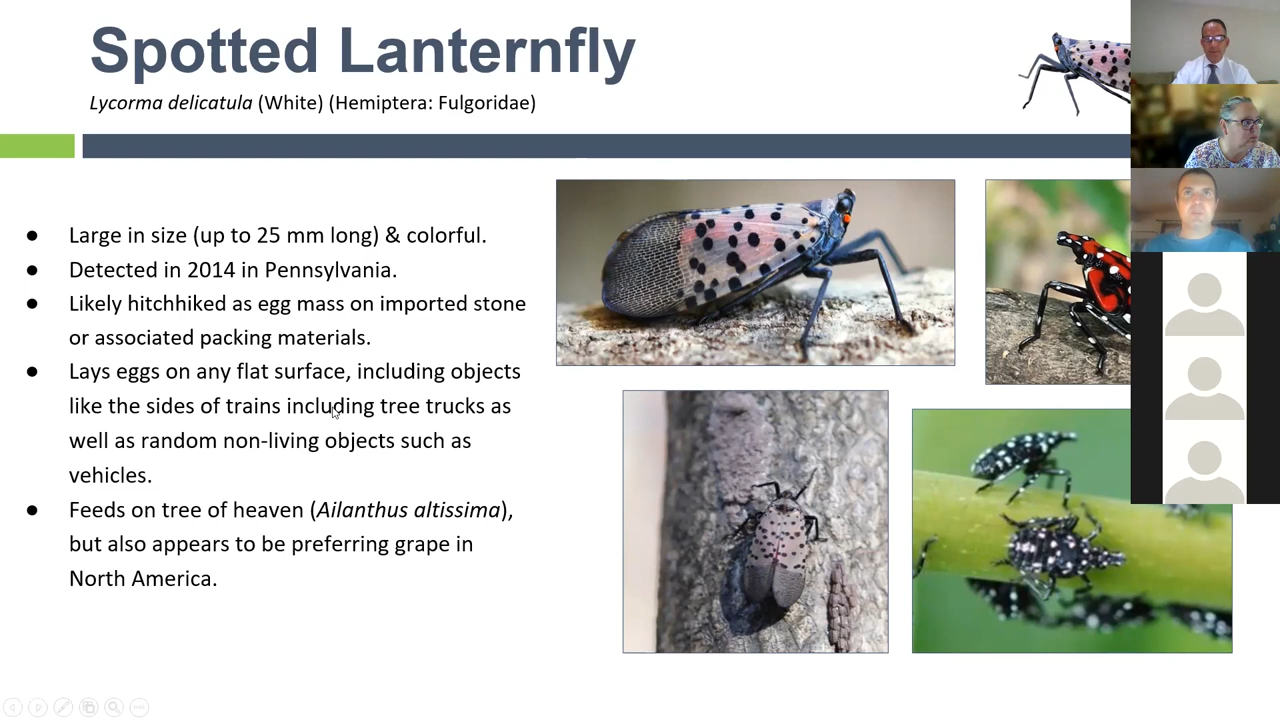 Spotted Lanternfly
Lycorma delicatula (White) (Hemiptera: Fulgoridae)
● Large in size (up to 25 mm long) & colorful.
● Detected in 2014 in Pennsylvania.
● Likely hitchhiked as egg mass on imported stone
or associated packing materials.
● Lays eggs on any flat surface, including objects
like the sides of trains including tree trucks as
well as random non-living objects such as
vehicles.
● Feeds on tree of heaven (Ailanthus altissima),
but also appears to be preferring grape in
North America.